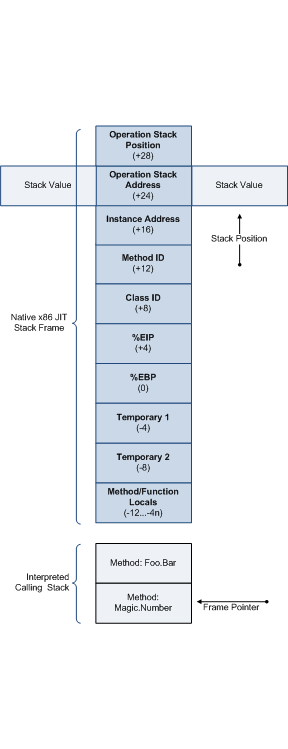 Operation Stack
Position
(+28)
Stack Value
Operation Stack
Address
(+24)
Stack Value
Instance Address
(+16)
Stack Position
Method ID
(+12)
Class ID
(+8)
Native x86 JIT
Stack Frame
%EIP
(+4)
%EBP
(0)
Temporary 1
(-4)
Temporary 2
(-8)
Method/Function
Locals
(-12...-4n)
Interpreted
Calling Stack
Method: Foo.Bar
Method:
Magic.Number
Frame Pointer